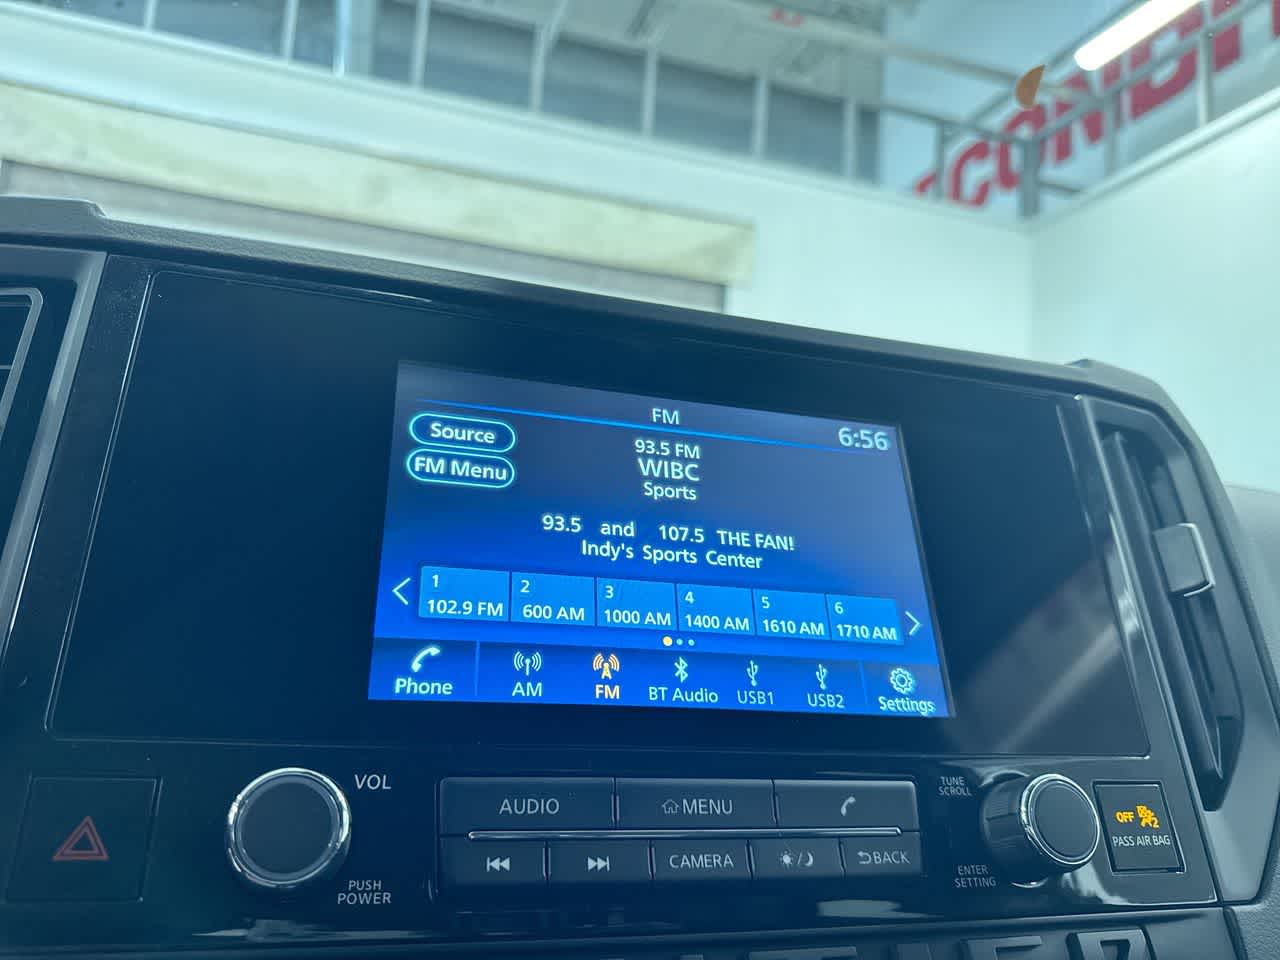 CONDI
FM
6:56
Source
FM Menu
93.5 FM
WIBC
Sports
93.5 and 107.5 THE FAN!
Indy's Sports Center
1 2 3 4 5 6
102.9 FM 600 AM 1000 AM 1400 AM 1610 AM 1710 AM
Phone AM FM BT Audio USB1 USB2 Settings
VOL
PUSH
POWER
AUDIO MENU
CAMERA BACK
TUNE
SCROLL
ENTER
SETTING
OFF 2
PASS AIR BAG